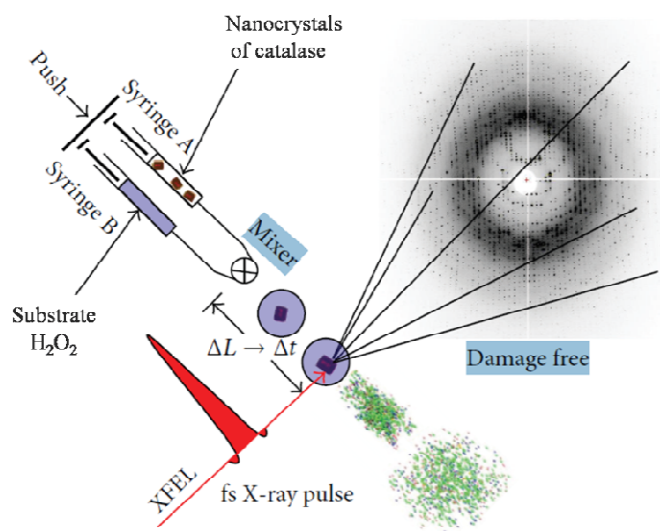 Nanocrystals
of catalase
Push
Syringe A
Syringe B
Mixer
Substrate
H₂O₂
ΔL → Δt
Damage free
XFEL
fs X-ray pulse